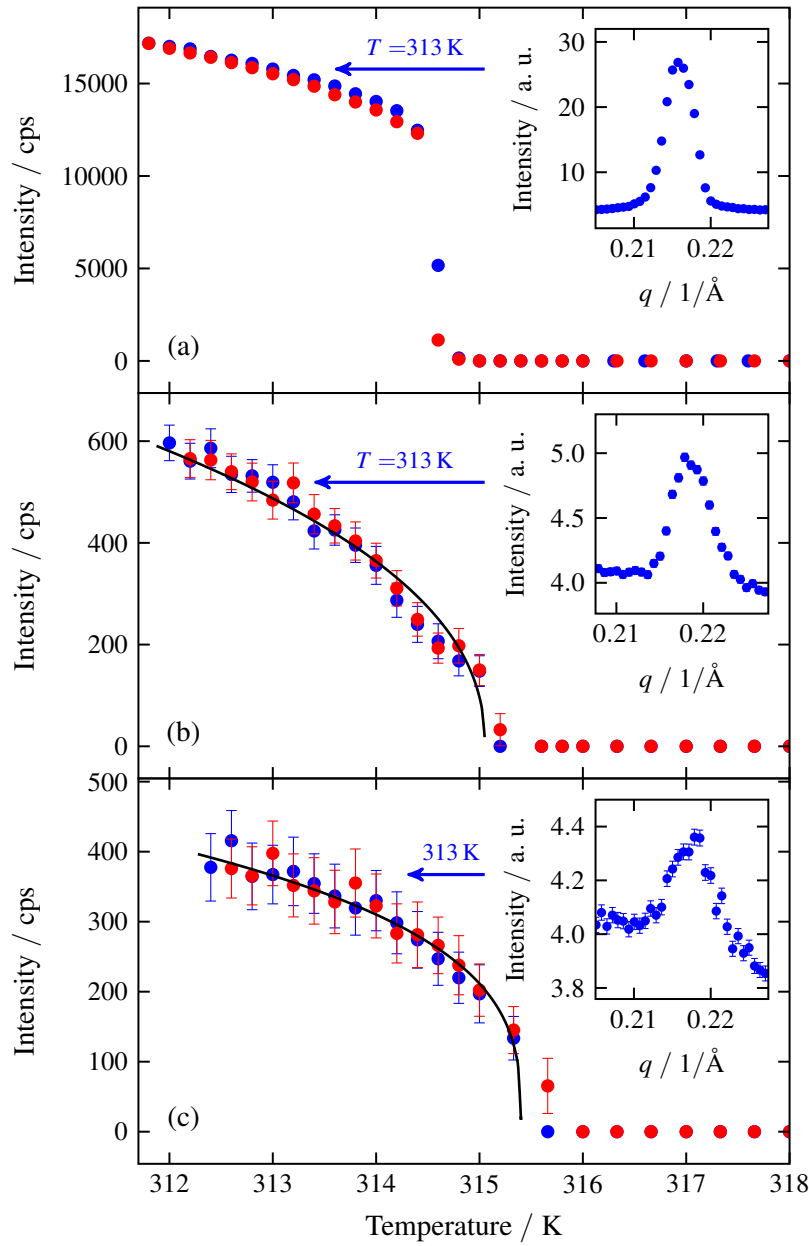 15000
10000
5000
0
Intensity / cps
T =313 K
(a)
30
20
10
Intensity / a. u.
0.21 0.22
q / 1/Å
600
400
200
0
Intensity / cps
T =313 K
(b)
5.0
4.5
4.0
Intensity / a. u.
0.21 0.22
q / 1/Å
500
400
300
200
100
0
Intensity / cps
313 K
(c)
4.4
4.2
4.0
3.8
Intensity / a. u.
0.21 0.22
q / 1/Å
312 313 314 315 316 317 318
Temperature / K